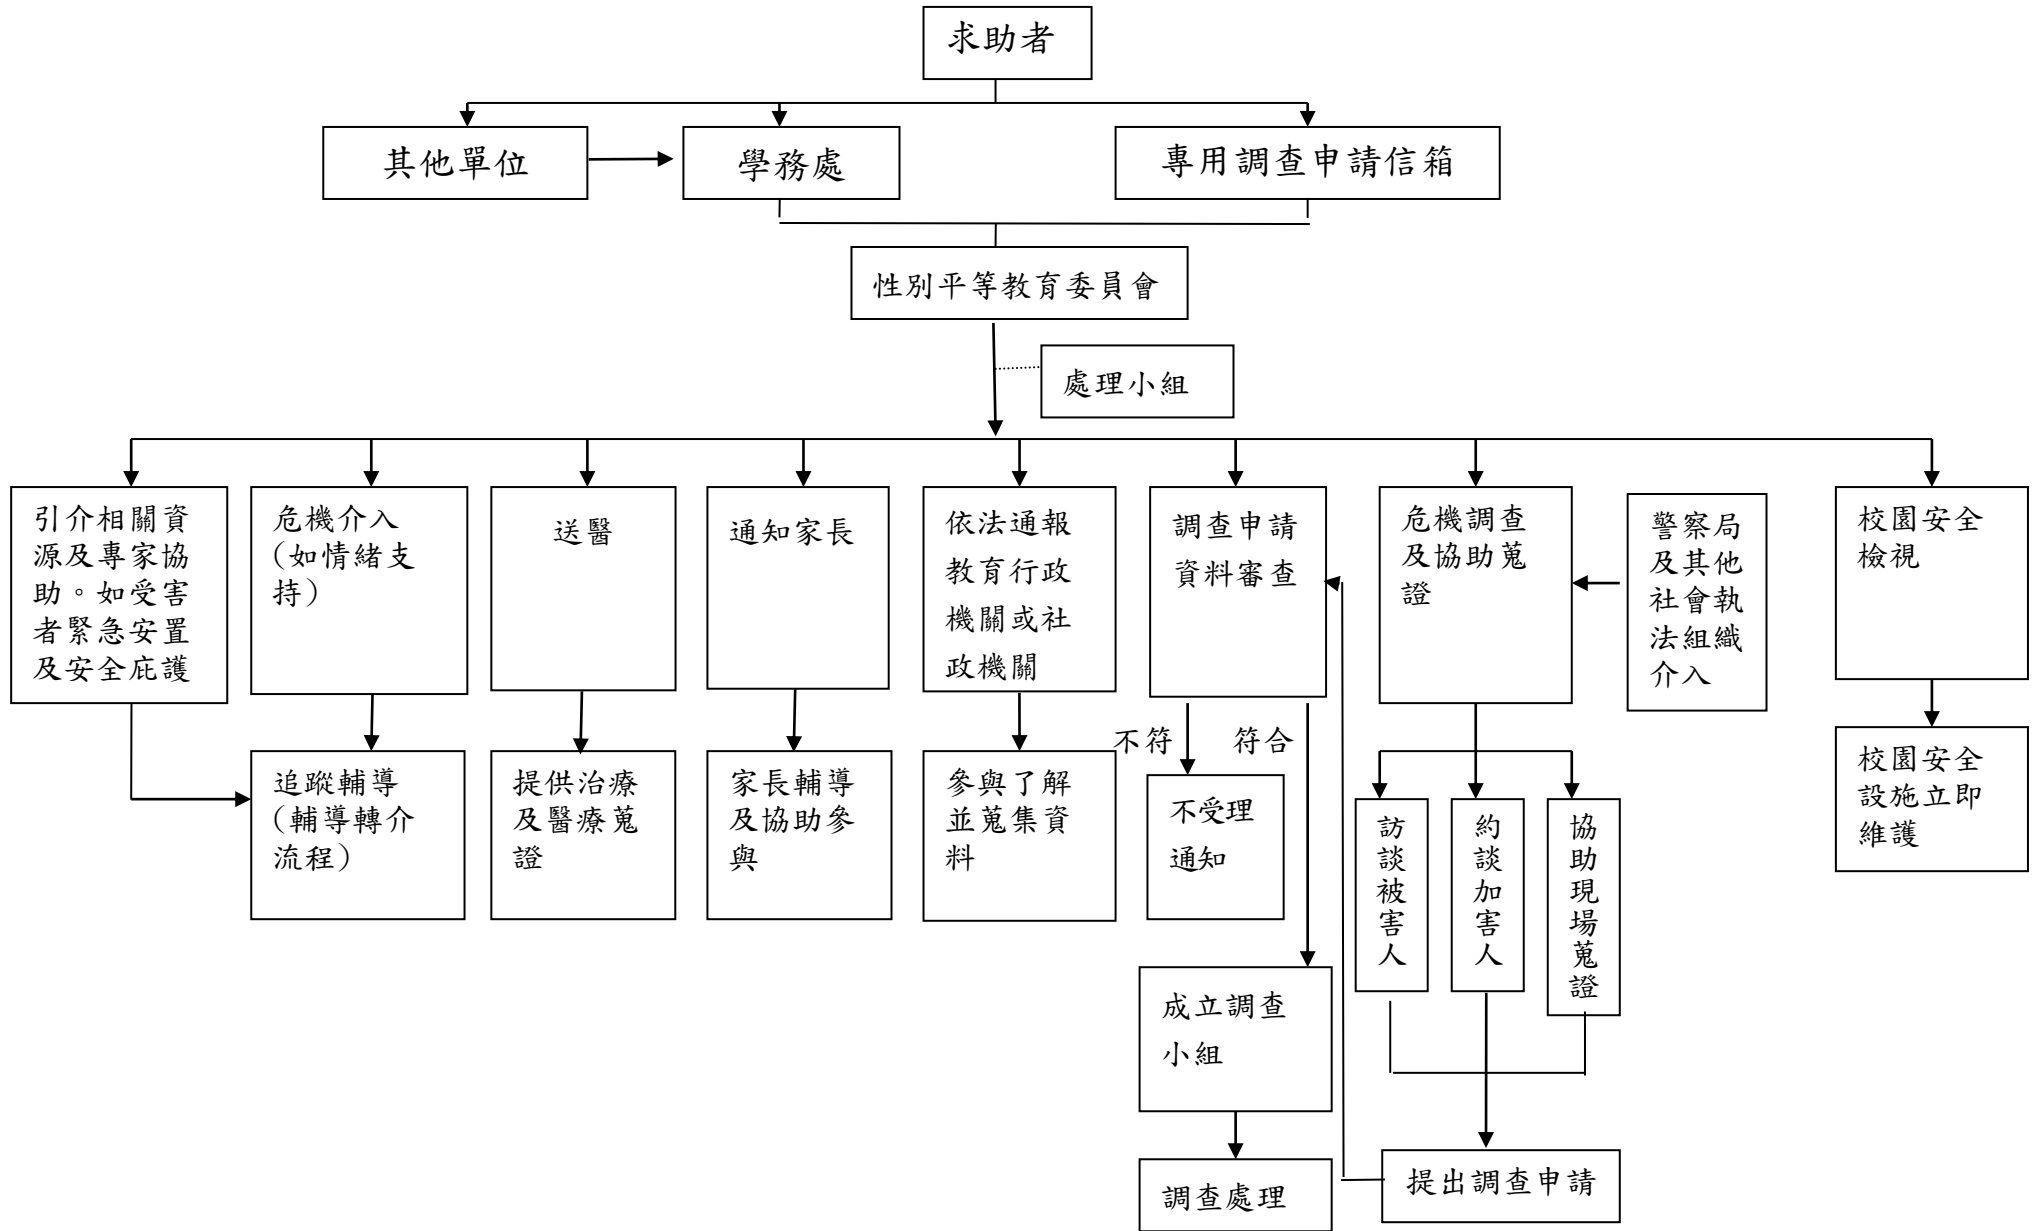 求助者
其他單位
學務處
專用調查申請信箱
性別平等教育委員會
處理小組
引介相關資
源及專家協
助。如受害
者緊急安置
及安全庇護
危機介入
(如情緒支
持)
送醫
通知家長
依法通報
教育行政
機關或社
政機關
調查申請
資料審查
危機調查
及協助蒐
證
警察局
及其他
社會執
法組織
介入
校園安全
檢視
不符
符合
追蹤輔導
(輔導轉介
流程)
提供治療
及醫療蒐
證
家長輔導
及協助參
與
參與了解
並蒐集資
料
不受理
通知
訪談被害人
約談加害人
協助現場蒐證
校園安全
設施立即
維護
成立調查
小組
調查處理
提出調查申請